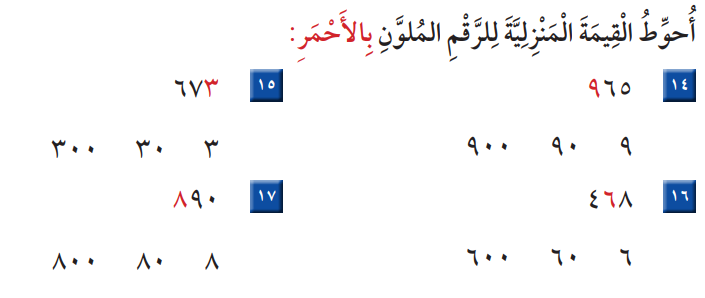 أُحوِّطُ الْقِيمَةَ الْمَنْزِلِيَّةَ لِلرَّقْمِ المُلوَّنِ بِالأَحْمَرِ:
١٤ ‏٩٦٥ ‏١٥ ‏٦٧٣
٩ ‏٩٠ ‏٩٠٠ ‏٣ ‏٣٠ ‏٣٠٠
١٦ ‏٤٦٨ ‏١٧ ‏٨٩٠
٦ ‏٦٠ ‏٦٠٠ ‏٨ ‏٨٠ ‏٨٠٠